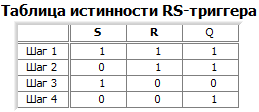 Таблица истинности RS-триггера
S R Q
Шаг 1 1 1 1
Шаг 2 0 1 1
Шаг 3 1 0 0
Шаг 4 0 0 1